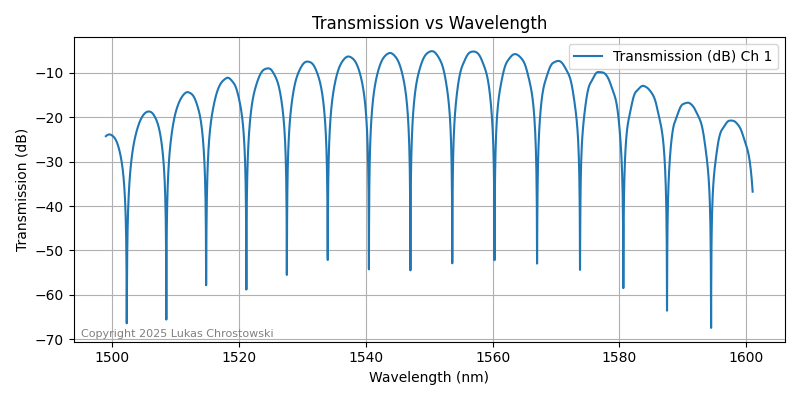 Transmission vs Wavelength
Transmission (dB) Ch 1
Transmission (dB)
−10
−20
−30
−40
−50
−60
−70
Copyright 2025 Lukas Chrostowski
1500
1520
1540
1560
1580
1600
Wavelength (nm)